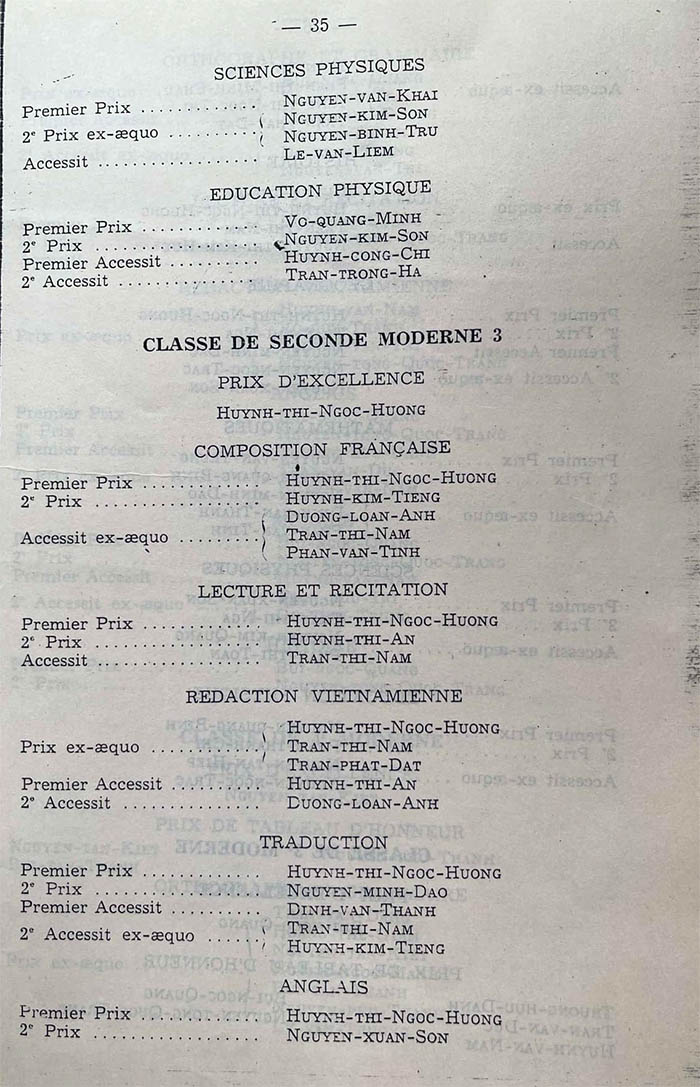 — 35 —
SCIENCES PHYSIQUES
Premier Prix ............ NGUYEN-VAN-KHAI
2e Prix ex-æquo ......... { NGUYEN-KIM-SON
NGUYEN-BINH-TRU
Accessit ................ LE-VAN-LIEM
EDUCATION PHYSIQUE
Premier Prix ............ VO-QUANG-MINH
2e Prix ................. NGUYEN-KIM-SON
Premier Accessit ......... HUYNH-CONG-CHI
2e Accessit .............. TRAN-TRONG-HA
CLASSE DE SECONDE MODERNE 3
PRIX D'EXCELLENCE
HUYNH-THI-NGOC-HUONG
COMPOSITION FRANÇAISE
Premier Prix ............ HUYNH-THI-NGOC-HUONG
2e Prix ................. HUYNH-KIM-TIENG
DUONG-LOAN-ANH
Accessit ex-æquo ........ { TRAN-THI-NAM
PHAN-VAN-TINH
LECTURE ET RECITATION
Premier Prix ............ HUYNH-THI-NGOC-HUONG
2e Prix ................. HUYNH-THI-AN
Accessit ................ TRAN-THI-NAM
REDACTION VIETNAMIENNE
HUYNH-THI-NGOC-HUONG
Prix ex-æquo ............ { TRAN-THI-NAM
TRAN-PHAT-DAT
Premier Accessit ......... HUYNH-THI-AN
2e Accessit .............. DUONG-LOAN-ANH
TRADUCTION
Premier Prix ............ HUYNH-THI-NGOC-HUONG
2e Prix ................. NGUYEN-MINH-DAO
Premier Accessit ......... DINH-VAN-THANH
2e Accessit ex-æquo ...... { TRAN-THI-NAM
HUYNH-KIM-TIENG
ANGLAIS
Premier Prix ............ HUYNH-THI-NGOC-HUONG
2e Prix ................. NGUYEN-XUAN-SON